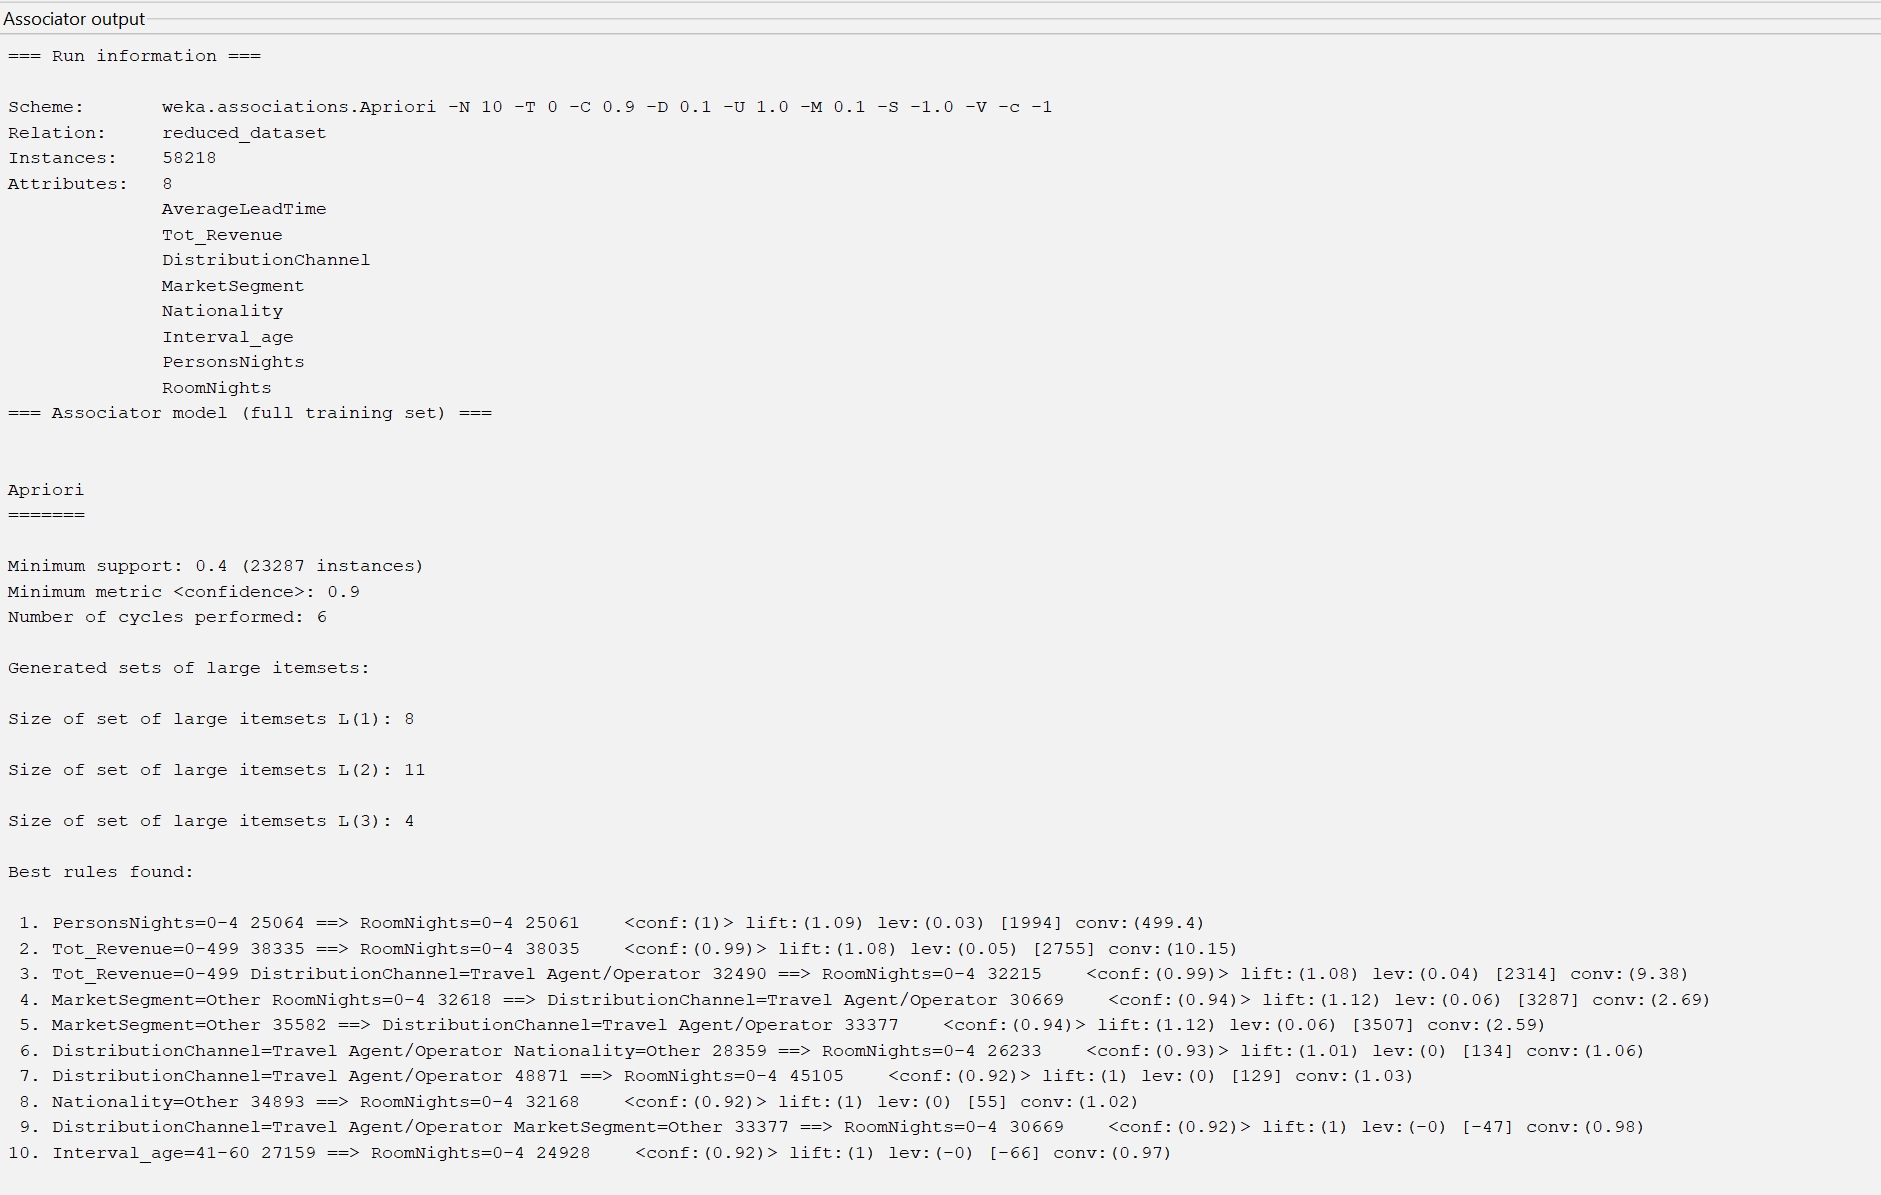 Associator output
=== Run information ===
Scheme: weka.associations.Apriori -N 10 -T 0 -C 0.9 -D 0.1 -U 1.0 -M 0.1 -S -1.0 -V -c -1
Relation: reduced_dataset
Instances: 58218
Attributes: 8
AverageLeadTime
Tot_Revenue
DistributionChannel
MarketSegment
Nationality
Interval_age
PersonsNights
RoomNights
=== Associator model (full training set) ===
Apriori
=======
Minimum support: 0.4 (23287 instances)
Minimum metric <confidence>: 0.9
Number of cycles performed: 6
Generated sets of large itemsets:
Size of set of large itemsets L(1): 8
Size of set of large itemsets L(2): 11
Size of set of large itemsets L(3): 4
Best rules found:
1. PersonsNights=0-4 25064 ==> RoomNights=0-4 25061 <conf:(1)> lift:(1.09) lev:(0.03) [1994] conv:(499.4)
2. Tot_Revenue=0-499 38335 ==> RoomNights=0-4 38035 <conf:(0.99)> lift:(1.08) lev:(0.05) [2755] conv:(10.15)
3. Tot_Revenue=0-499 DistributionChannel=Travel Agent/Operator 32490 ==> RoomNights=0-4 32215 <conf:(0.99)> lift:(1.08) lev:(0.04) [2314] conv:(9.38)
4. MarketSegment=Other RoomNights=0-4 32618 ==> DistributionChannel=Travel Agent/Operator 30669 <conf:(0.94)> lift:(1.12) lev:(0.06) [3287] conv:(2.69)
5. MarketSegment=Other 35582 ==> DistributionChannel=Travel Agent/Operator 33377 <conf:(0.94)> lift:(1.12) lev:(0.06) [3507] conv:(2.59)
6. DistributionChannel=Travel Agent/Operator Nationality=Other 28359 ==> RoomNights=0-4 26233 <conf:(0.93)> lift:(1.01) lev:(0) [134] conv:(1.06)
7. DistributionChannel=Travel Agent/Operator 48871 ==> RoomNights=0-4 45105 <conf:(0.92)> lift:(1) lev:(0) [129] conv:(1.03)
8. Nationality=Other 34893 ==> RoomNights=0-4 32168 <conf:(0.92)> lift:(1) lev:(0) [55] conv:(1.02)
9. DistributionChannel=Travel Agent/Operator MarketSegment=Other 33377 ==> RoomNights=0-4 30669 <conf:(0.92)> lift:(1) lev:(-0) [-47] conv:(0.98)
10. Interval_age=41-60 27159 ==> RoomNights=0-4 24928 <conf:(0.92)> lift:(1) lev:(-0) [-66] conv:(0.97)